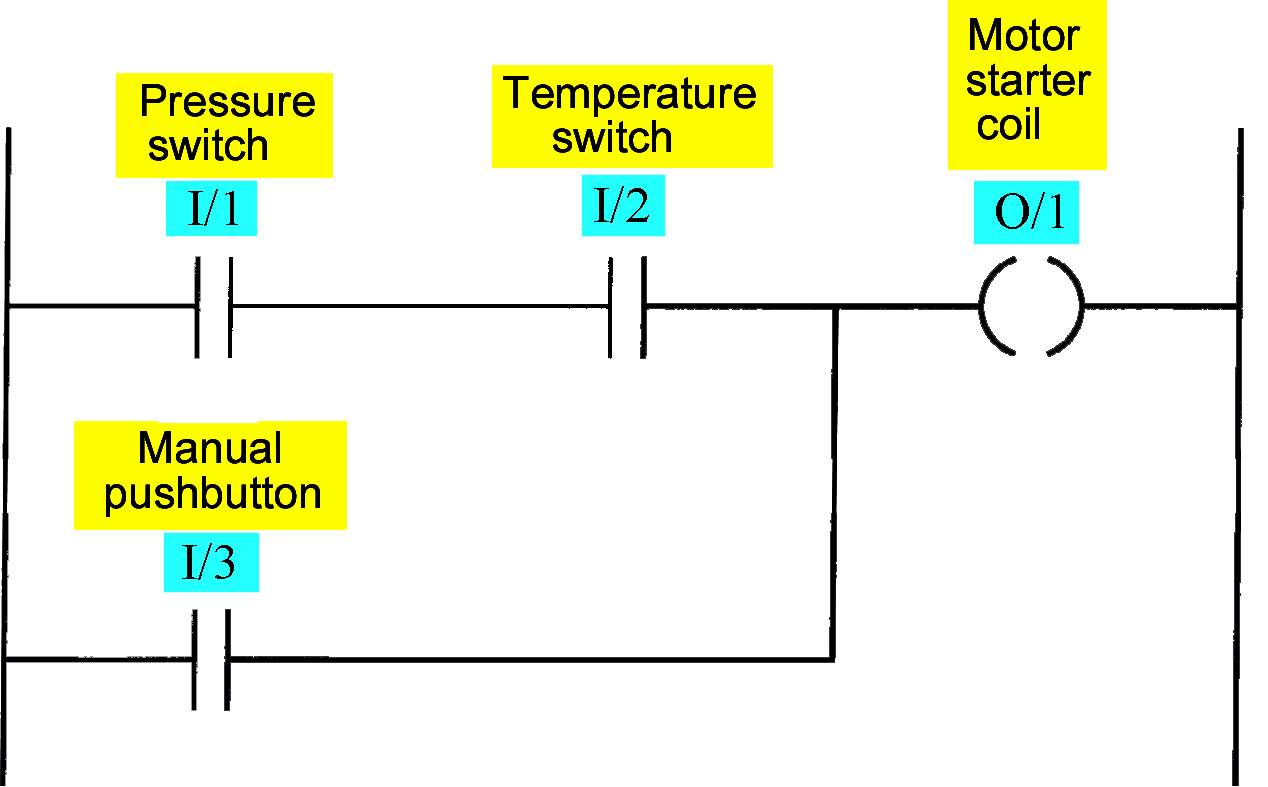 Motor
starter
coil
Pressure
switch
Temperature
switch
I/1
I/2
O/1
Manual
pushbutton
I/3